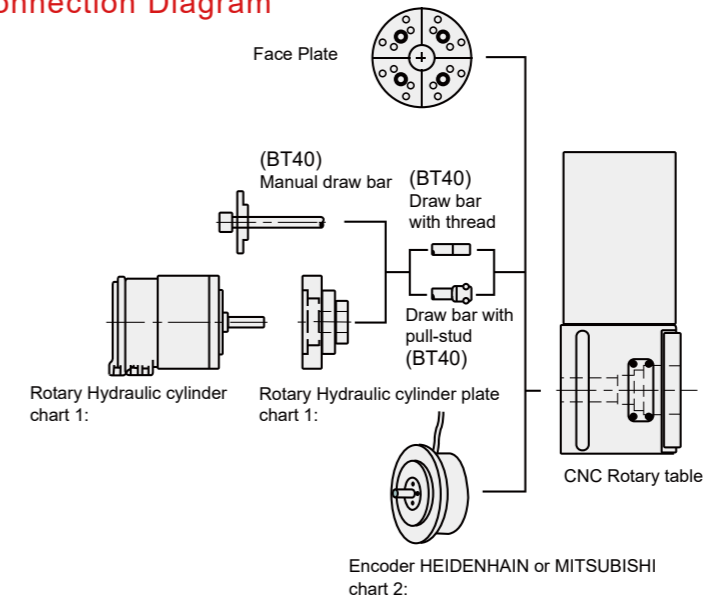 onnection Diagram
Face Plate
(BT40)
Manual draw bar
(BT40)
Draw bar
with thread
Draw bar with
pull-stud
(BT40)
Rotary Hydraulic cylinder
chart 1:
Rotary Hydraulic cylinder plate
chart 1:
CNC Rotary table
Encoder HEIDENHAIN or MITSUBISHI
chart 2: